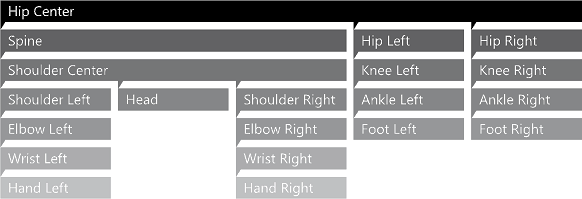 Hip Center
Spine
Hip Left
Hip Right
Shoulder Center
Knee Left
Knee Right
Shoulder Left
Head
Shoulder Right
Ankle Left
Ankle Right
Elbow Left
Elbow Right
Foot Left
Foot Right
Wrist Left
Wrist Right
Hand Left
Hand Right